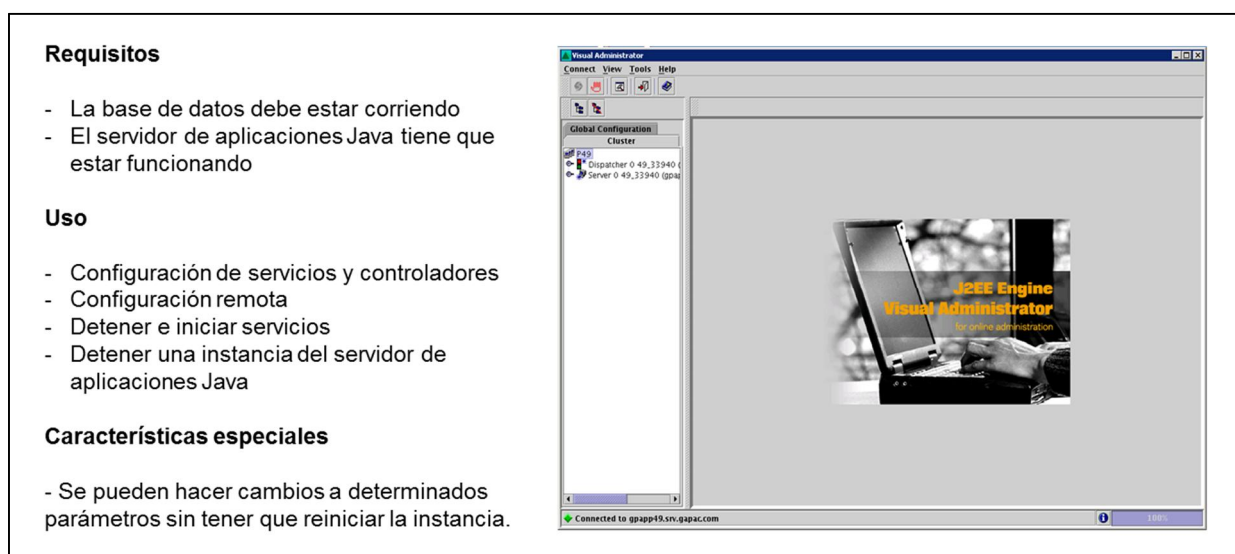 Requisitos
- La base de datos debe estar corriendo
- El servidor de aplicaciones Java tiene que
estar funcionando
Uso
- Configuración de servicios y controladores
- Configuración remota
- Detener e iniciar servicios
- Detener una instancia del servidor de
aplicaciones Java
Características especiales
- Se pueden hacer cambios a determinados
parámetros sin tener que reiniciar la instancia.
Visual Administrator
Connect View Tools Help
Global Configuration
Cluster
P49
Dispatcher 0 49_33940 (
Server 0 49_33940 (gpap
J2EE Engine
Visual Administrator
for online administration
Connected to gpapp49.srv.gapac.com
100%